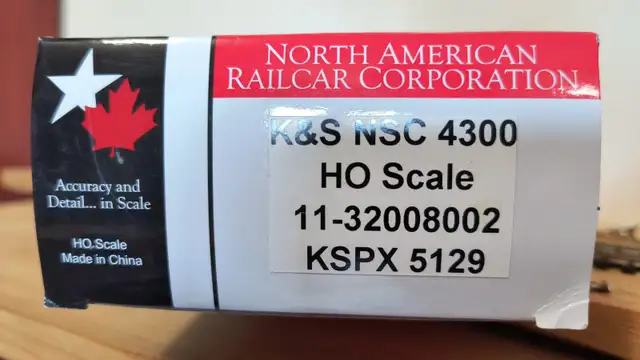 NORTH AMERICAN
RAILCAR CORPORATION
K&S NSC 4300
HO Scale
11-32008002
KSPX 5129
Accuracy and
Detail... in Scale
HO Scale
Made in China